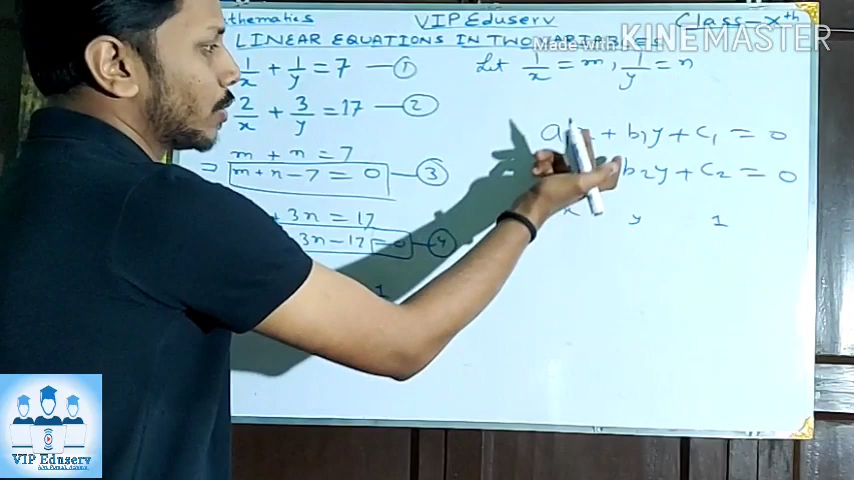 Mathematics VIP Eduserv Class-Xth
LINEAR EQUATIONS IN TWO VARIABLES
Made with KINEMASTER
1/x + 1/y = 7 — ①
Let 1/x = m, 1/y = n
2/x + 3/y = 17 — ②
a + b₁y + c₁ = 0
m + n = 7
⇒ m + n - 7 = 0 — ③
b₂y + c₂ = 0
+ 3n = 17
3n - 17 = 0 — ④
x y 1
1
VIP Eduserv